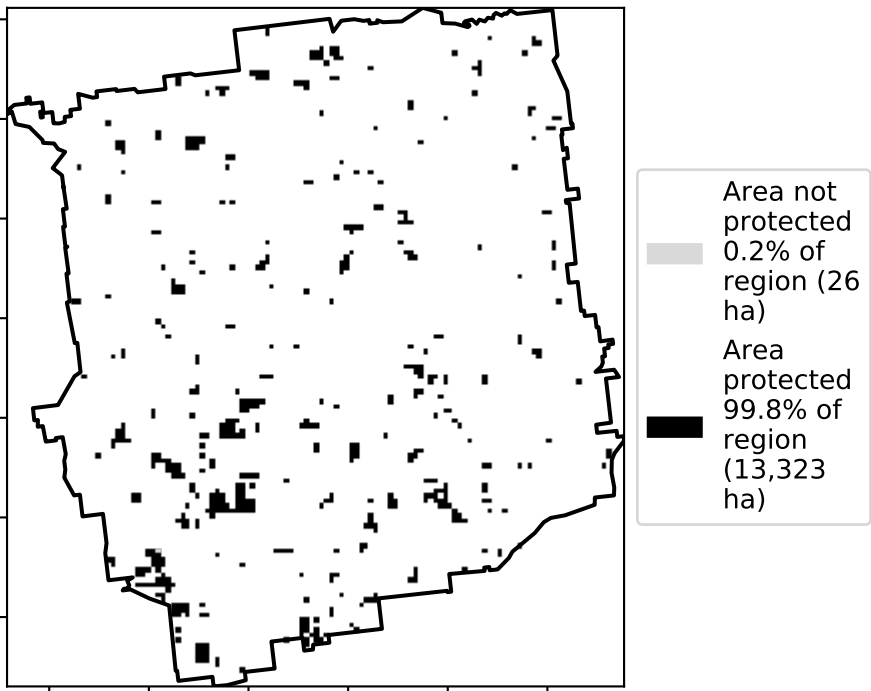 Area not
protected
0.2% of
region (26
ha)
Area
protected
99.8% of
region
(13,323
ha)